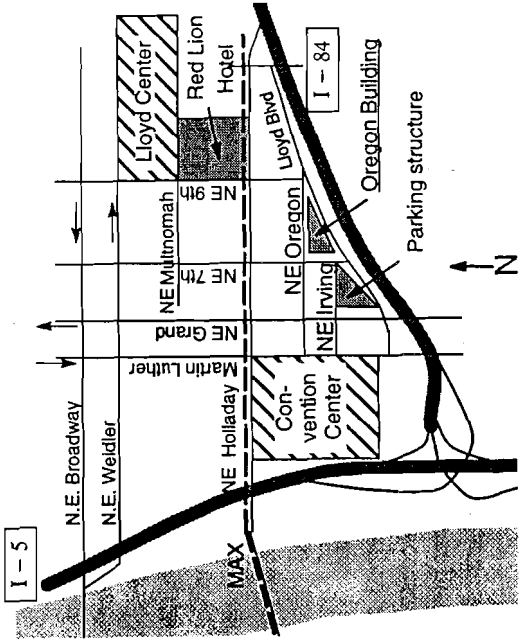 I - 5
N.E. Broadway
N.E. Weidler
Lloyd Center
Red Lion
Hotel
NE Multnomah
NE 9th
NE 7th
NE Grand
Martin Luther
NE Holladay
MAX
Lloyd Blvd
I - 84
NE Oregon
NE Irving
Oregon Building
Parking structure
Con-
vention
Center
N